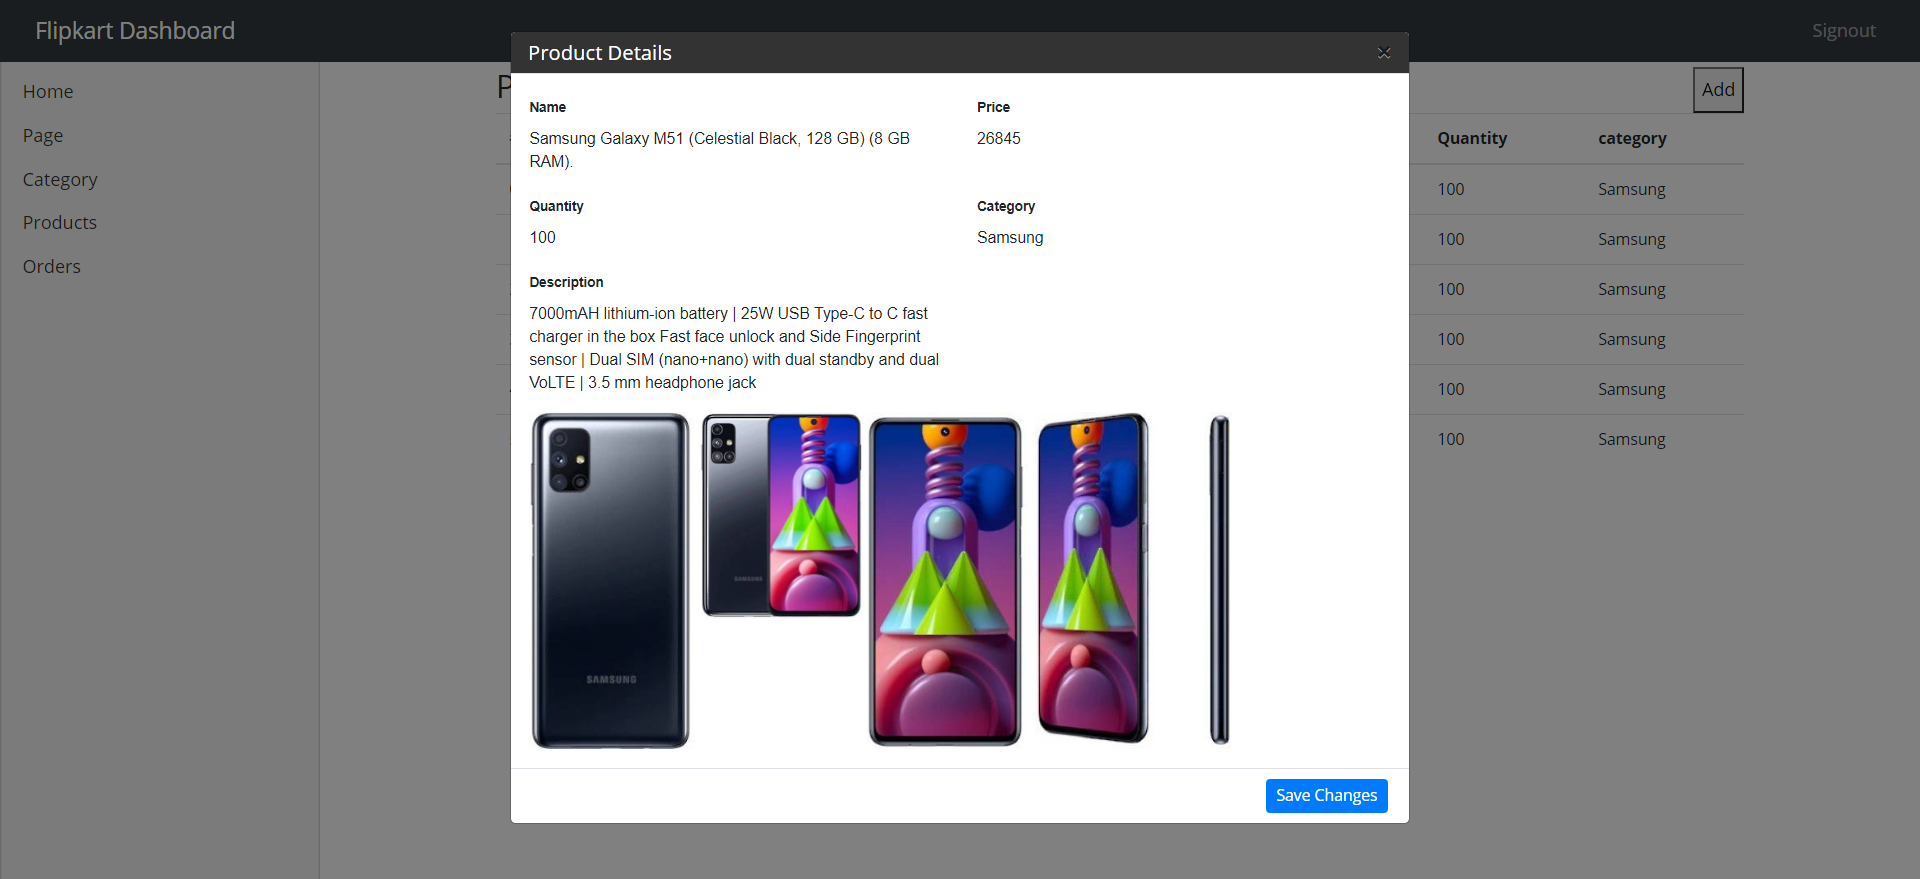 Flipkart Dashboard
Signout
Home
Page
Category
Products
Orders
P
Add
Quantity category
100 Samsung
100 Samsung
100 Samsung
100 Samsung
100 Samsung
100 Samsung
Product Details
×
Name Price
Samsung Galaxy M51 (Celestial Black, 128 GB) (8 GB 26845
RAM).
Quantity Category
100 Samsung
Description
7000mAH lithium-ion battery | 25W USB Type-C to C fast
charger in the box Fast face unlock and Side Fingerprint
sensor | Dual SIM (nano+nano) with dual standby and dual
VoLTE | 3.5 mm headphone jack
SAMSUNG
SAMSUNG
Save Changes